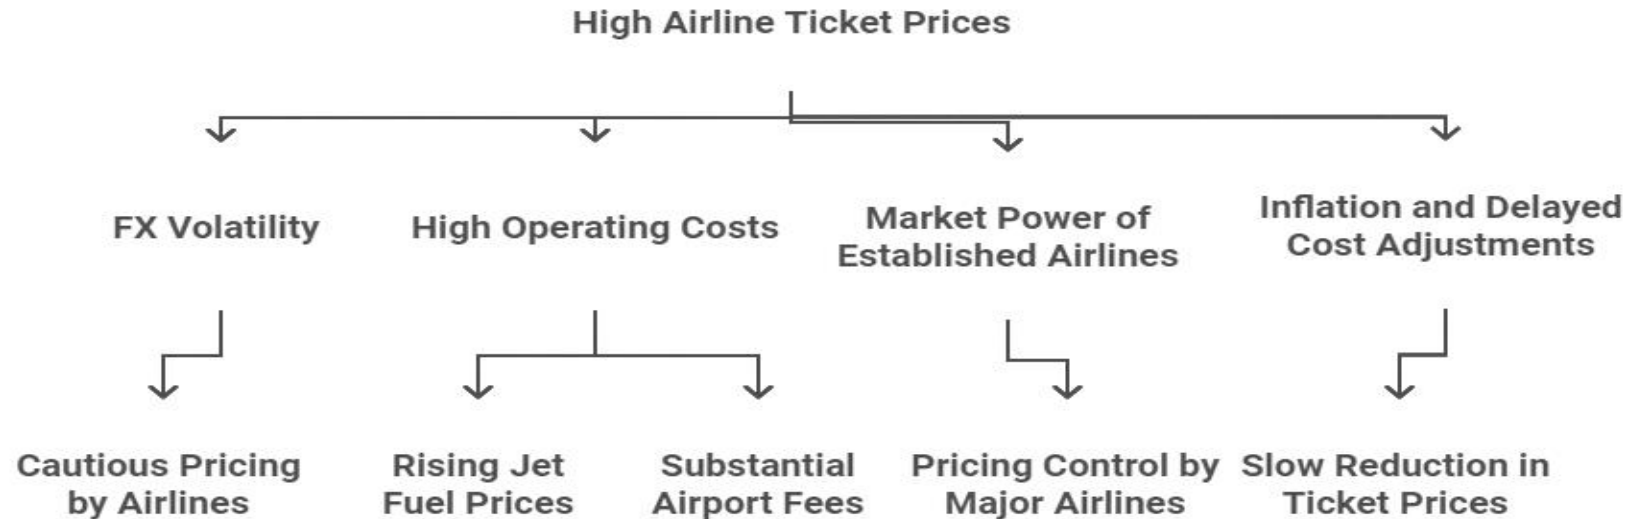 High Airline Ticket Prices
FX Volatility
High Operating Costs
Market Power of
Established Airlines
Inflation and Delayed
Cost Adjustments
Cautious Pricing
by Airlines
Rising Jet
Fuel Prices
Substantial
Airport Fees
Pricing Control by
Major Airlines
Slow Reduction in
Ticket Prices